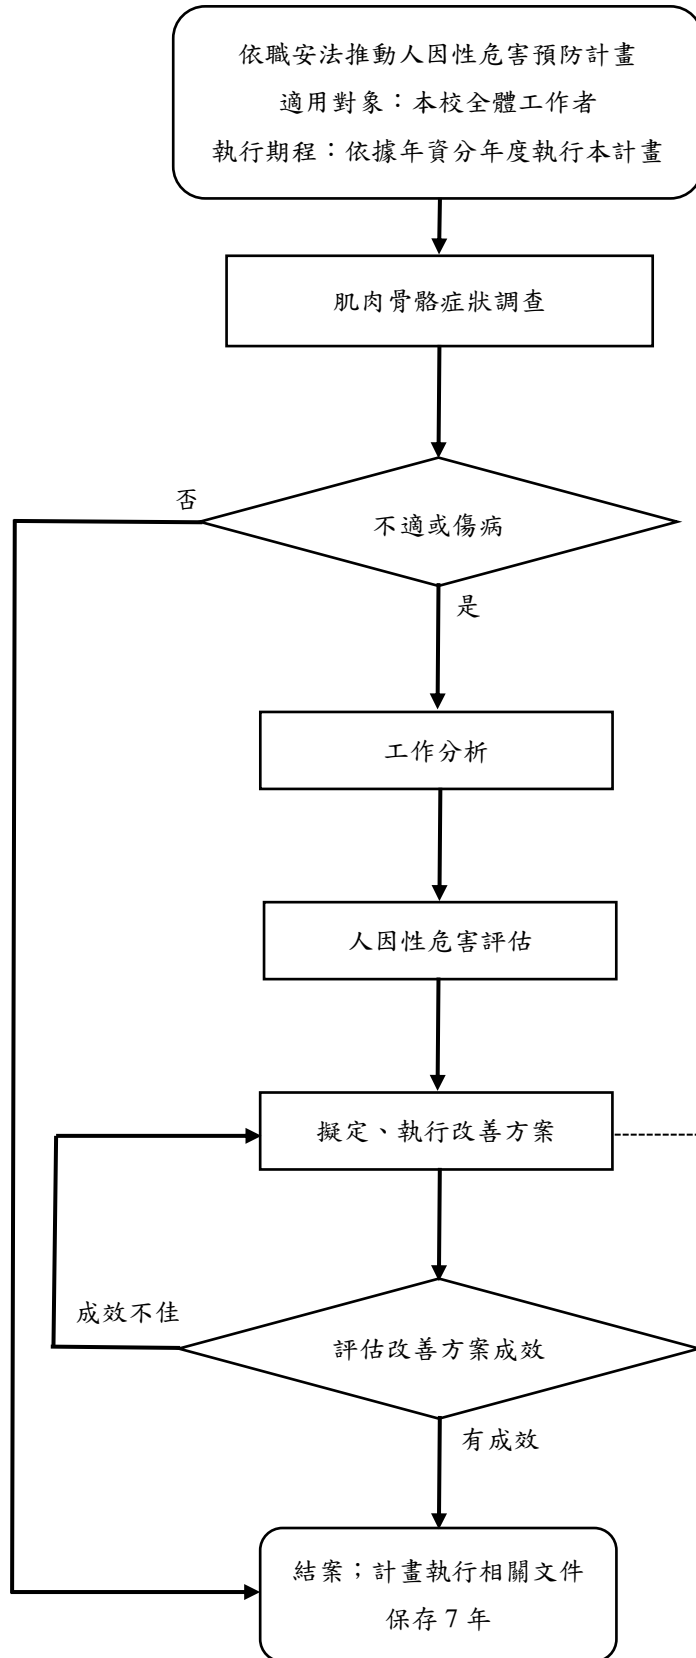 依職安法推動人因性危害預防計畫
適用對象：本校全體工作者
執行期程：依據年資分年度執行本計畫
肌肉骨骼症狀調查
否
不適或傷病
是
工作分析
人因性危害評估
擬定、執行改善方案
成效不佳
評估改善方案成效
有成效
結案；計畫執行相關文件
保存 7 年